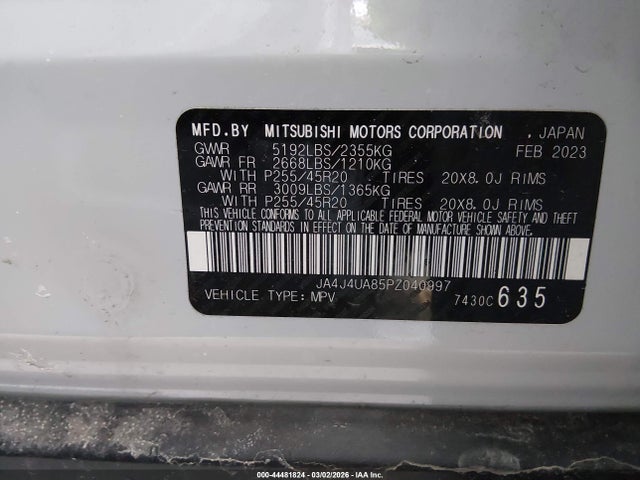 MFD.BY MITSUBISHI MOTORS CORPORATION , JAPAN
GVWR 5192LBS/2355KG FEB 2023
GAWR FR 2668LBS/1210KG
WITH P255/45R20 TIRES 20X8.0J RIMS
GAWR RR 3009LBS/1365KG
WITH P255/45R20 TIRES 20X8.0J RIMS
THIS VEHICLE CONFORMS TO ALL APPLICABLE FEDERAL MOTOR VEHICLE SAFETY AND THEFT
PREVENTION STANDARDS IN EFFECT ON THE DATE OF MANUFACTURE SHOWN ABOVE.
JA4J4UA85PZ040997
VEHICLE TYPE: MPV 7430C 635
000-44481824 | 03/02/2026 - COPYRIGHT IAA, LLC.